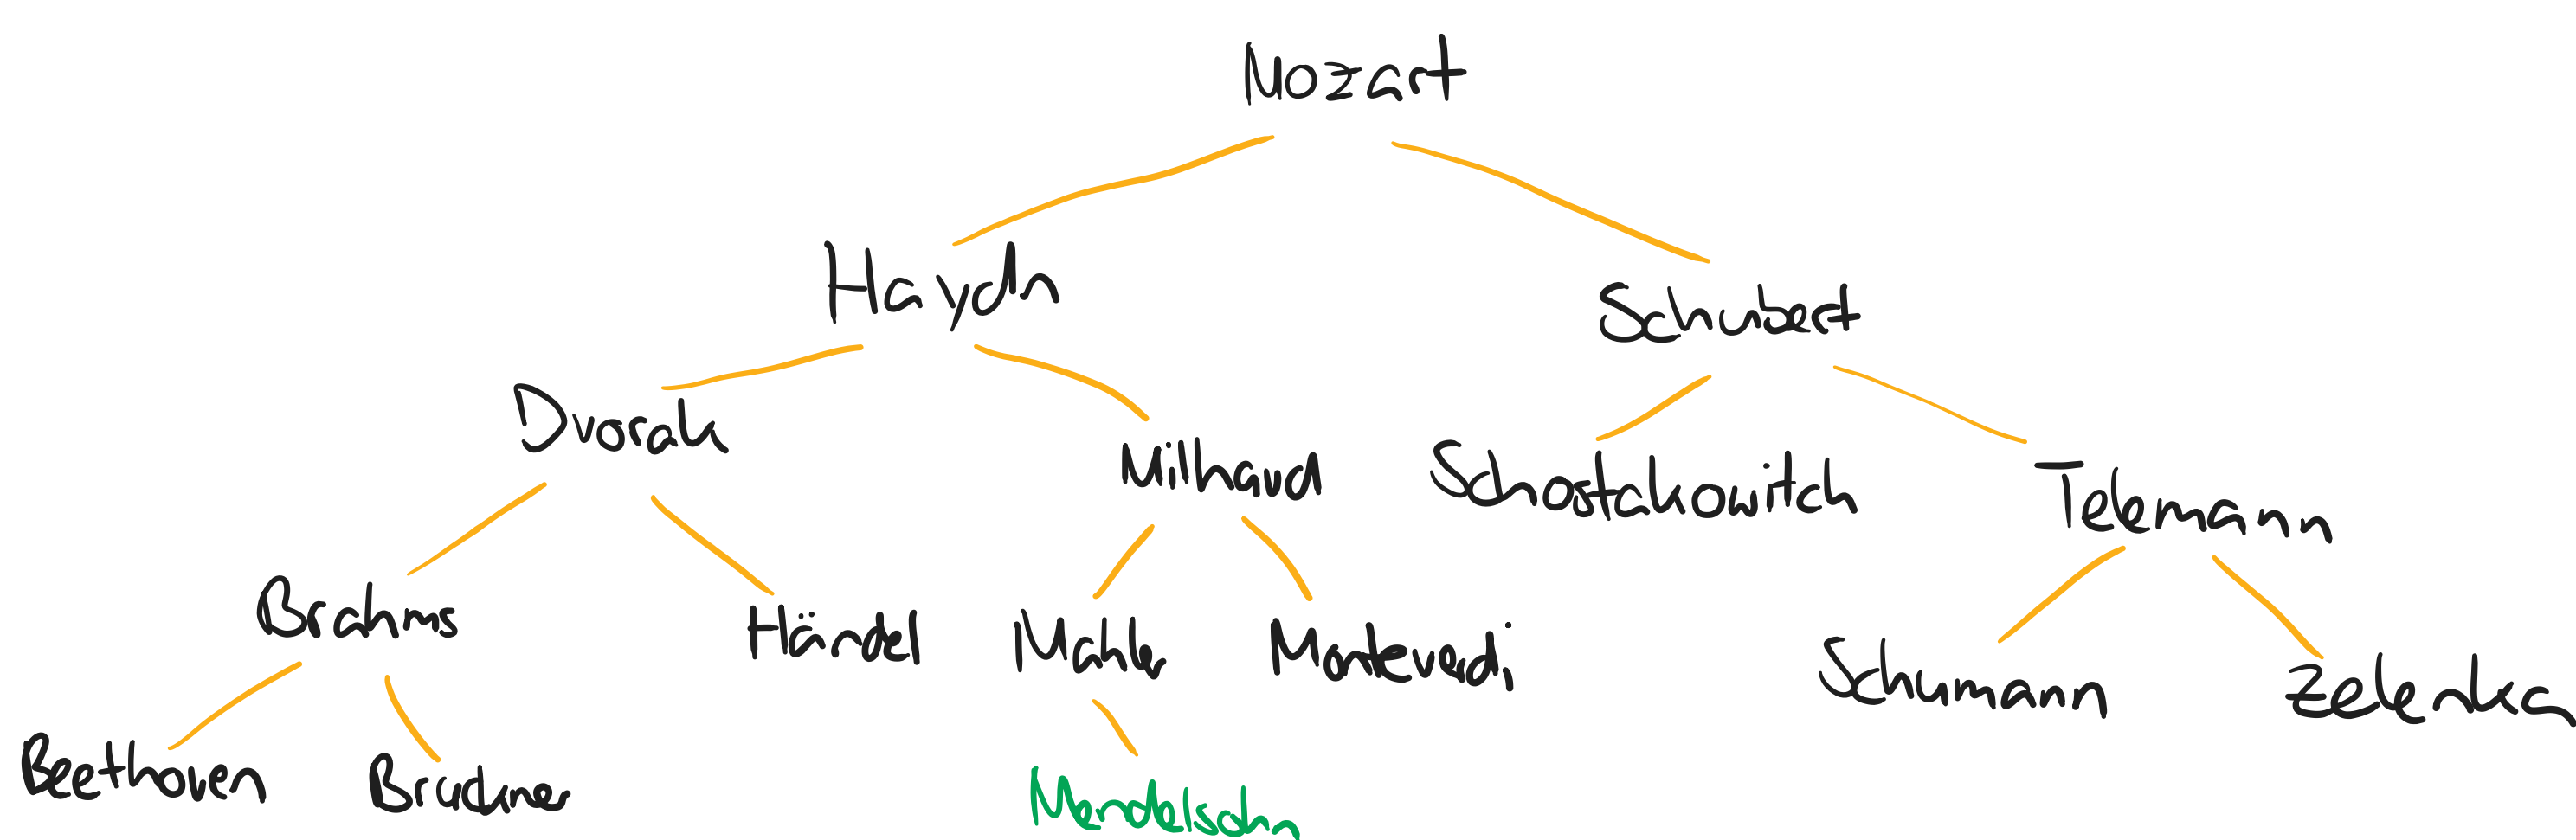 Mozart
Haydn
Schubert
Dvorak
Milhaud
Schostakowitch
Telemann
Brahms
Händel
Mahler
Monteverdi
Schumann
Zelenka
Beethoven
Bruckner
Mendelsohn